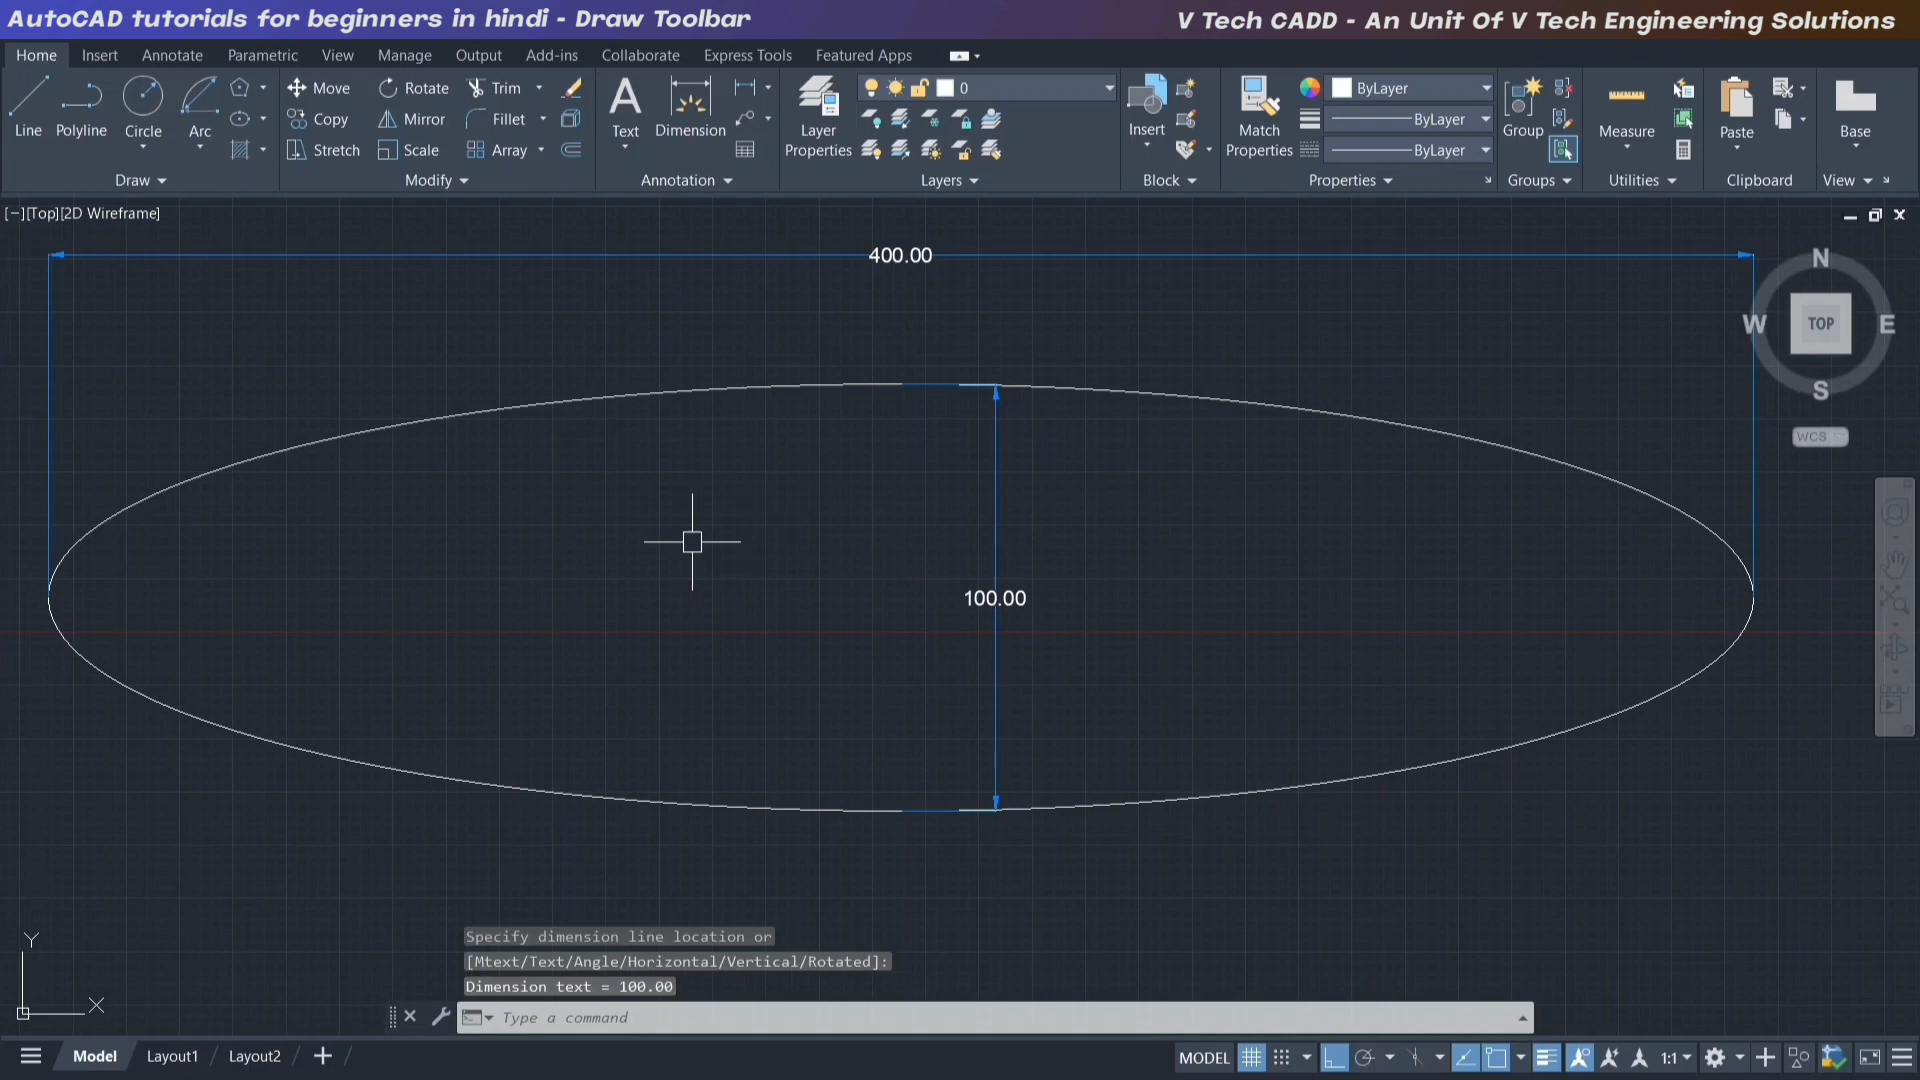 AutoCAD tutorials for beginners in hindi - Draw Toolbar
V Tech CADD - An Unit Of V Tech Engineering Solutions
Home Insert Annotate Parametric View Manage Output Add-ins Collaborate Express Tools Featured Apps
Line Polyline Circle Arc
Move Rotate Trim
Copy Mirror Fillet
Stretch Scale Array
Text Dimension
Layer Properties
0
Insert
Match Properties
ByLayer
ByLayer
ByLayer
Group
Measure
Paste
Base
Draw Modify Annotation Layers Block Properties Groups Utilities Clipboard View
[−][Top][2D Wireframe]
400.00
N
W TOP E
S
WCS
100.00
Y
X
Specify dimension line location or
[Mtext/Text/Angle/Horizontal/Vertical/Rotated]:
Dimension text = 100.00
Type a command
Model Layout1 Layout2
MODEL 1:1